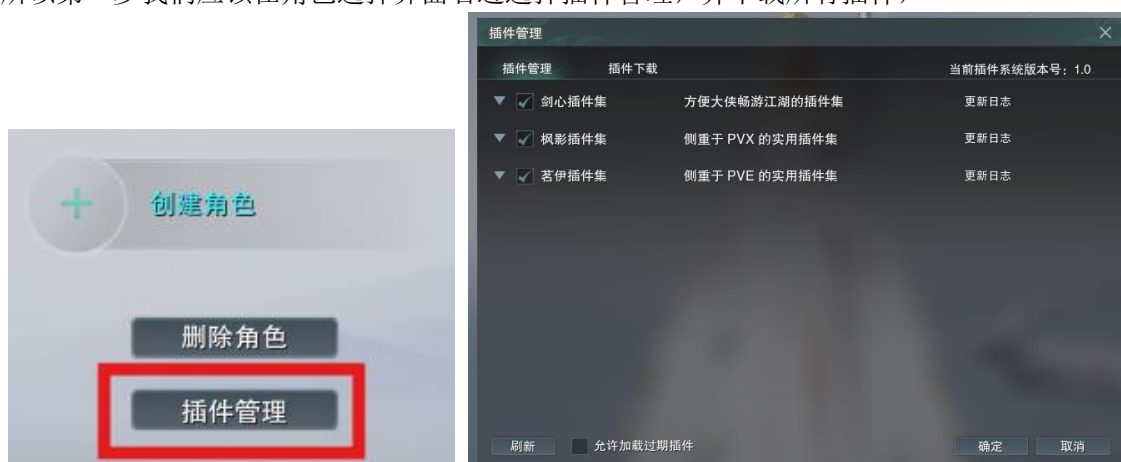 插件管理
插件管理 插件下载 当前插件系统版本号：1.0
剑心插件集 方便大侠畅游江湖的插件集 更新日志
枫影插件集 侧重于 PVX 的实用插件集 更新日志
茗伊插件集 侧重于 PVE 的实用插件集 更新日志
创建角色
删除角色
插件管理
刷新 允许加载过期插件 确定 取消